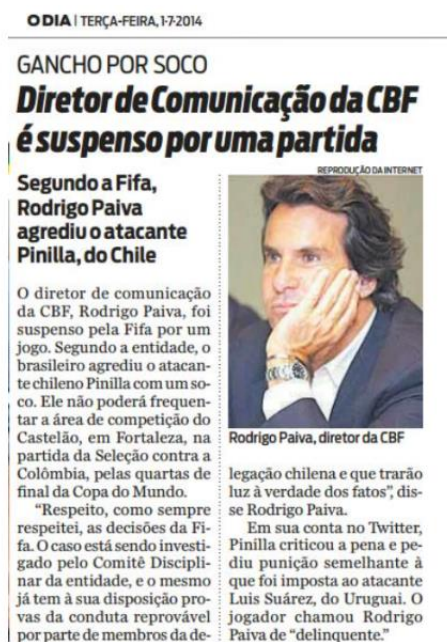 O DIA | TERÇA-FEIRA, 1-7-2014
GANCHO POR SOCO
Diretor de Comunicação da CBF
é suspenso por uma partida
Segundo a Fifa,
Rodrigo Paiva
agrediu o atacante
Pinilla, do Chile
O diretor de comunicação
da CBF, Rodrigo Paiva, foi
suspenso pela Fifa por um
jogo. Segundo a entidade, o
brasileiro agrediu o atacan-
te chileno Pinilla com um so-
co. Ele não poderá frequen-
tar a área de competição do
Castelão, em Fortaleza, na
partida da Seleção contra a
Colômbia, pelas quartas de
final da Copa do Mundo.
"Respeito, como sempre
respeitei, as decisões da Fi-
fa. O caso está sendo investi-
gado pelo Comitê Discipli-
nar da entidade, e o mesmo
já tem à sua disposição pro-
vas da conduta reprovável
por parte de membros da de-
REPRODUÇÃO DA INTERNET
Rodrigo Paiva, diretor da CBF
legação chilena e que trarão
luz à verdade dos fatos", dis-
se Rodrigo Paiva.
Em sua conta no Twitter,
Pinilla criticou a pena e pe-
diu punição semelhante à
que foi imposta ao atacante
Luis Suárez, do Uruguai. O
jogador chamou Rodrigo
Paiva de "delinquente."